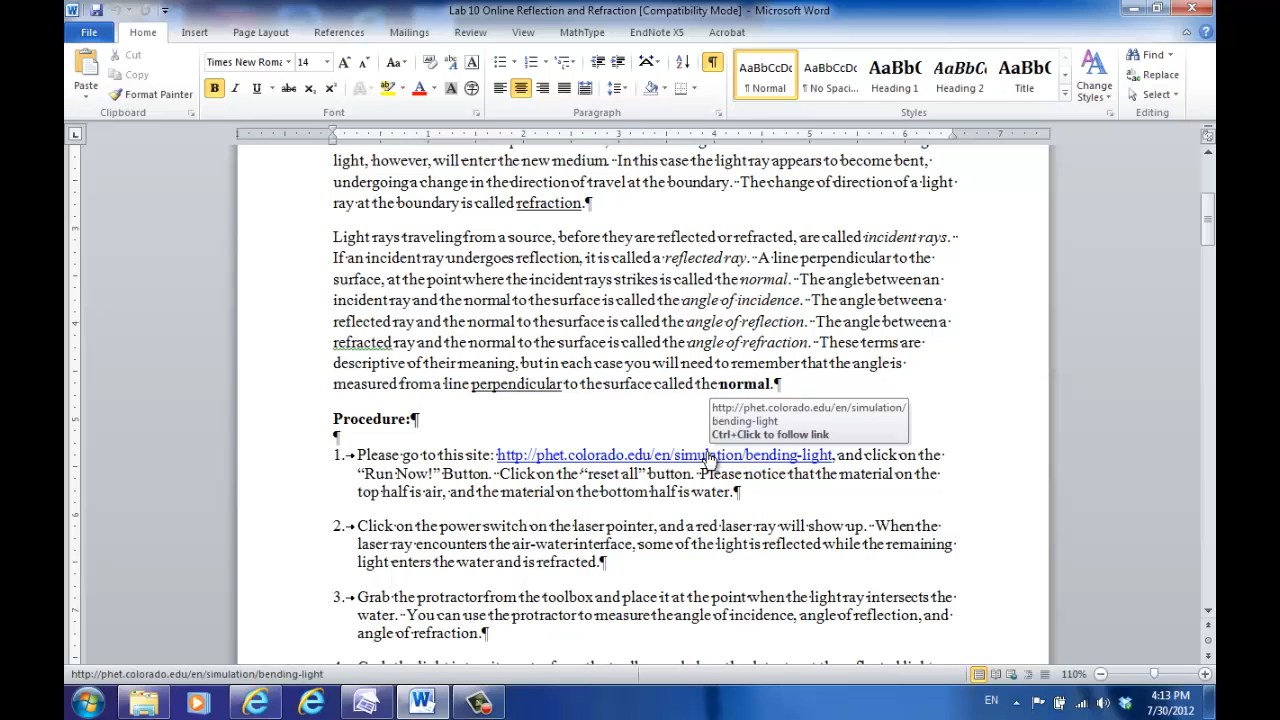 Lab 10 Online Reflection and Refraction [Compatibility Mode] - Microsoft Word
File Home Insert Page Layout References Mailings Review View MathType EndNote X5 Acrobat
Cut
Copy
Format Painter
Paste
Clipboard
Times New Roma 14
Font
Paragraph
AaBbCcDc AaBbCcDc AaBbC AaBbCc AaBbC
¶ Normal ¶ No Spaci... Heading 1 Heading 2 Title
Change Styles
Styles
Find
Replace
Select
Editing
1 2 3 4 5 6 7
light, however, will enter the new medium. In this case the light ray appears to become bent,
undergoing a change in the direction of travel at the boundary. The change of direction of a light
ray at the boundary is called refraction.¶
Light rays traveling from a source, before they are reflected or refracted, are called incident rays.
If an incident ray undergoes reflection, it is called a reflected ray. A line perpendicular to the
surface, at the point where the incident rays strikes is called the normal. The angle between an
incident ray and the normal to the surface is called the angle of incidence. The angle between a
reflected ray and the normal to the surface is called the angle of reflection. The angle between a
refracted ray and the normal to the surface is called the angle of refraction. These terms are
descriptive of their meaning, but in each case you will need to remember that the angle is
measured from a line perpendicular to the surface called the normal.¶
http://phet.colorado.edu/en/simulation/
bending-light
Ctrl+Click to follow link
Procedure:¶
¶
1. Please go to this site: http://phet.colorado.edu/en/simulation/bending-light, and click on the
“Run Now!” Button. Click on the “reset all” button. Please notice that the material on the
top half is air, and the material on the bottom half is water.¶
2. Click on the power switch on the laser pointer, and a red laser ray will show up. When the
laser ray encounters the air-water interface, some of the light is reflected while the remaining
light enters the water and is refracted.¶
3. Grab the protractor from the toolbox and place it at the point when the light ray intersects the
water. You can use the protractor to measure the angle of incidence, angle of reflection, and
angle of refraction.¶
http://phet.colorado.edu/en/simulation/bending-light
110%
EN
4:13 PM
7/30/2012